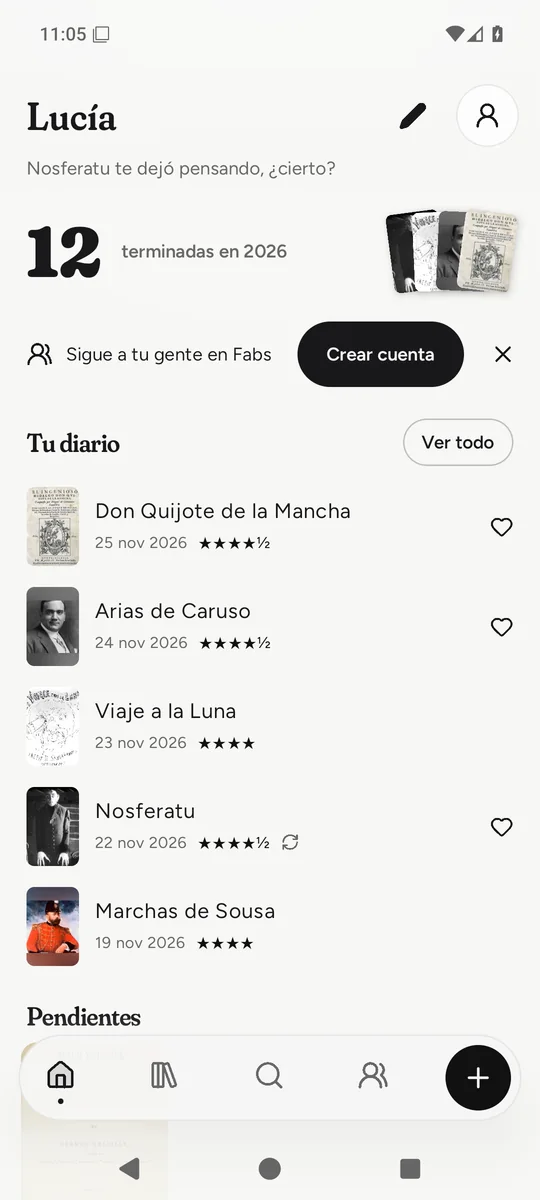 11:05
Lucía
Nosferatu te dejó pensando, ¿cierto?
12 terminadas en 2026
Sigue a tu gente en Fabs
Crear cuenta
Tu diario
Ver todo
Don Quijote de la Mancha
25 nov 2026 ★★★★½
Arias de Caruso
24 nov 2026 ★★★★½
Viaje a la Luna
23 nov 2026 ★★★★
Nosferatu
22 nov 2026 ★★★★½
Marchas de Sousa
19 nov 2026 ★★★★
Pendientes